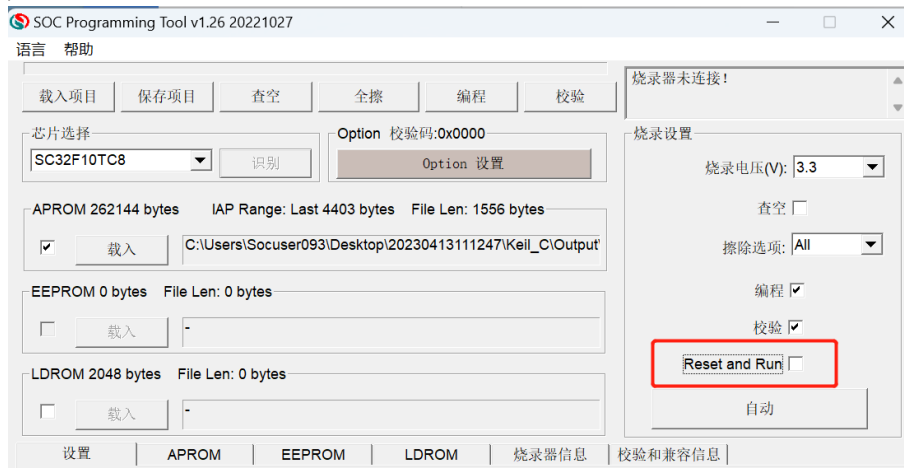 SOC Programming Tool v1.26 20221027
语言 帮助
载入项目 保存项目 查空 全擦 编程 校验
烧录器未连接!
芯片选择
SC32F10TC8 识别
Option 校验码:0x0000
Option 设置
烧录设置
烧录电压(V): 3.3
查空
擦除选项: All
编程
校验
Reset and Run
自动
APROM 262144 bytes IAP Range: Last 4403 bytes File Len: 1556 bytes
载入 C:\Users\Socuser093\Desktop\20230413111247\Keil_C\Output\
EEPROM 0 bytes File Len: 0 bytes
载入 -
LDROM 2048 bytes File Len: 0 bytes
载入 -
设置 APROM EEPROM LDROM 烧录器信息 校验和兼容信息